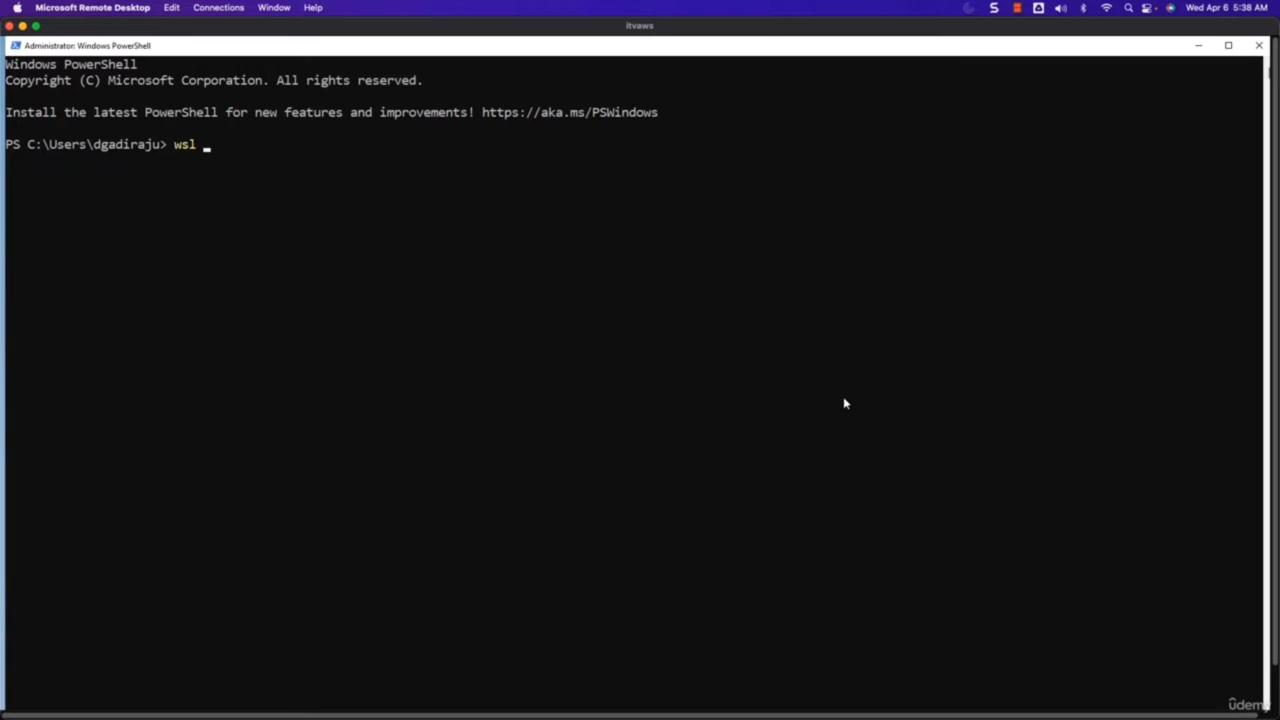 Microsoft Remote Desktop Edit Connections Window Help
Wed Apr 6 5:38 AM
itvaws
Administrator: Windows PowerShell
Windows PowerShell
Copyright (C) Microsoft Corporation. All rights reserved.
Install the latest PowerShell for new features and improvements! https://aka.ms/PSWindows
PS C:\Users\dgadiraju> wsl _
ûdemy